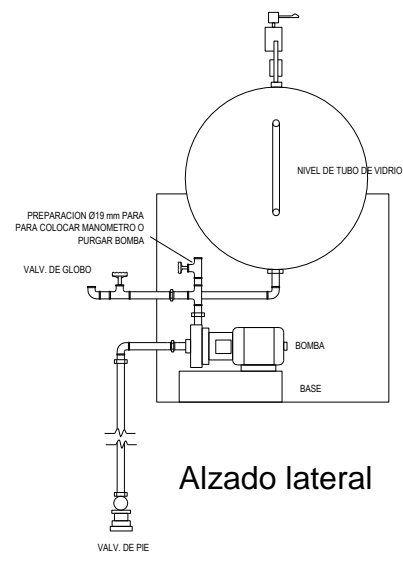 NIVEL DE TUBO DE VIDRIO
PREPARACION Ø19 mm PARA
PARA COLOCAR MANOMETRO O
PURGAR BOMBA
VALV. DE GLOBO
BOMBA
BASE
Alzado lateral
VALV. DE PIE